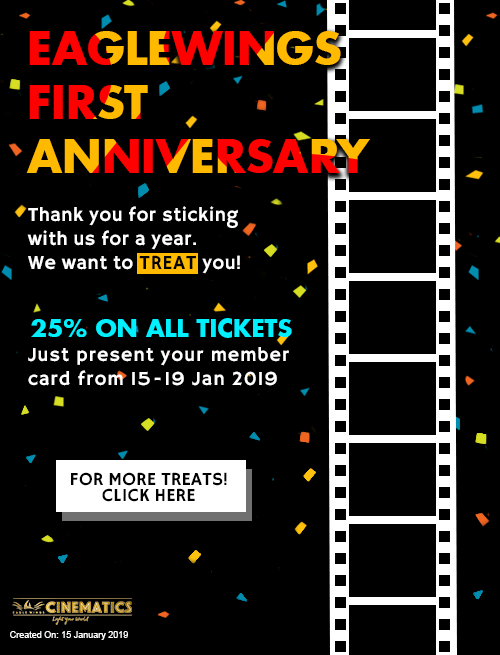 EAGLEWINGS
FIRST
ANNIVERSARY
Thank you for sticking
with us for a year.
We want to TREAT you!
25% ON ALL TICKETS
Just present your member
card from 15-19 Jan 2019
FOR MORE TREATS!
CLICK HERE
EAGLE WINGS CINEMATICS
Light your World
Created On: 15 January 2019